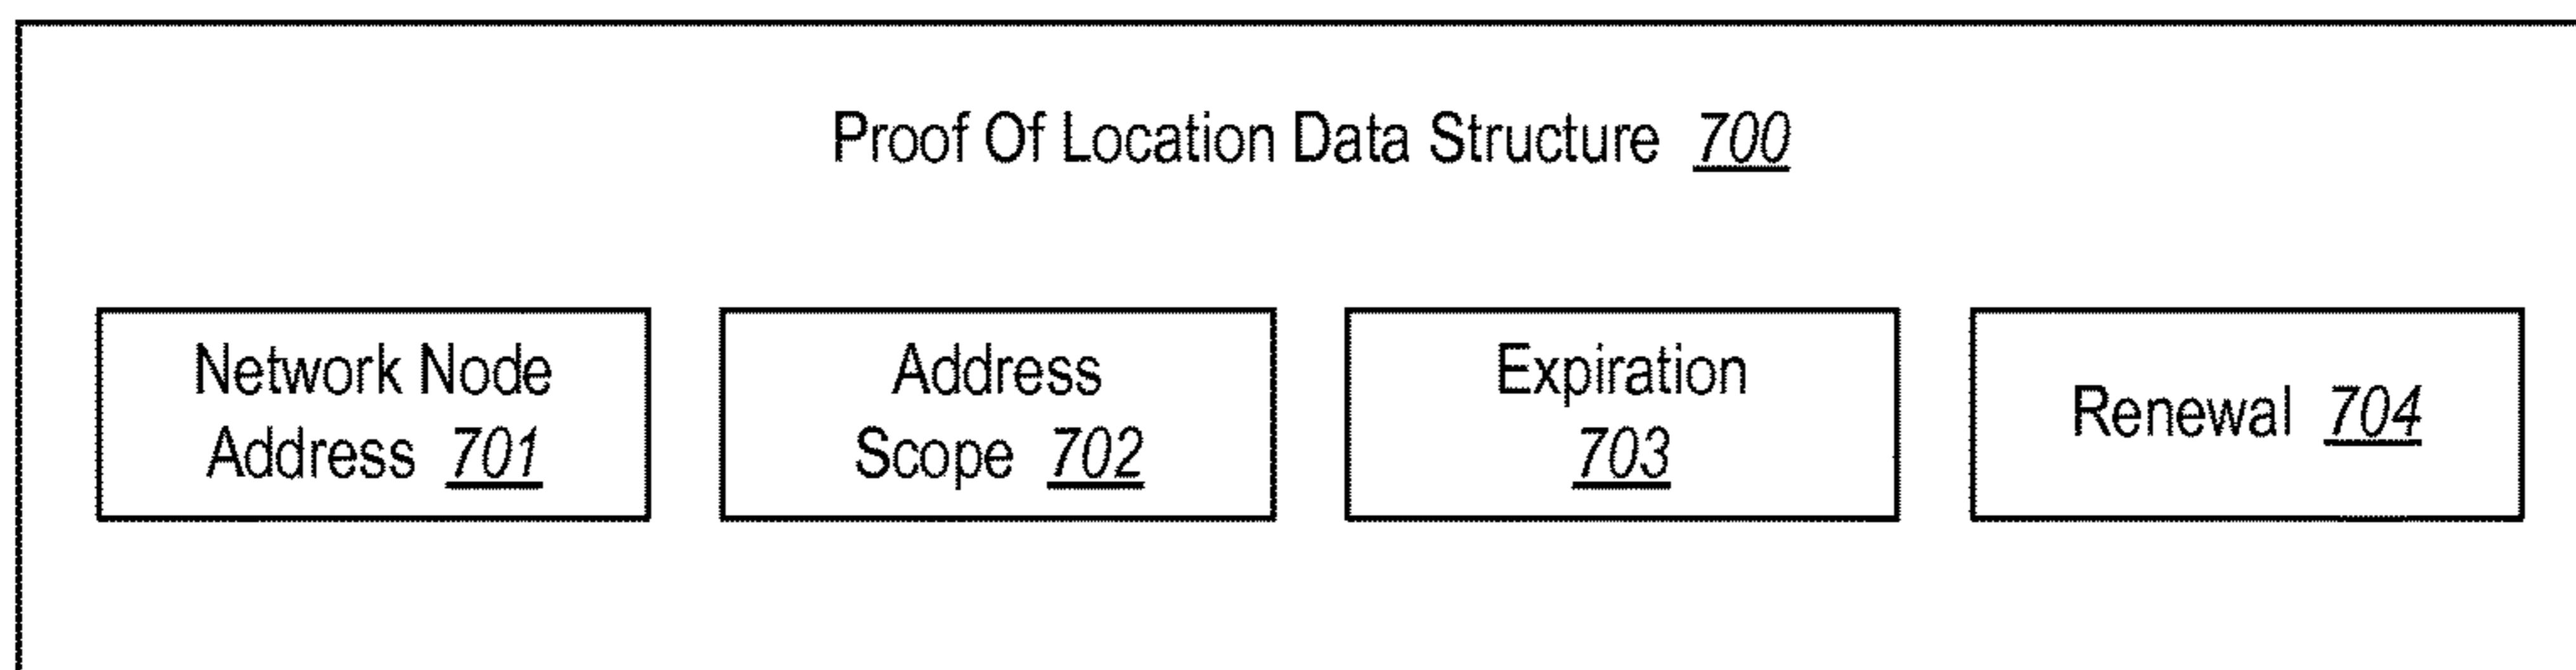 Proof Of Location Data Structure 700
Network Node
Address 701
Address
Scope 702
Expiration
703
Renewal 704